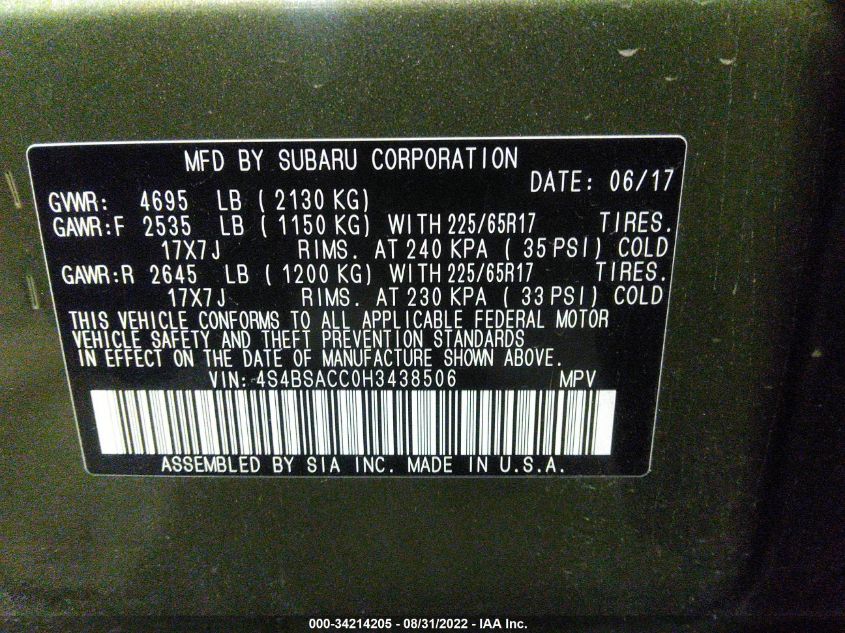 MFD BY SUBARU CORPORATION
DATE: 06/17
GVWR: 4695 LB ( 2130 KG)
GAWR:F 2535 LB ( 1150 KG) WITH 225/65R17 TIRES.
17X7J RIMS. AT 240 KPA ( 35 PSI) COLD
GAWR:R 2645 LB ( 1200 KG) WITH 225/65R17 TIRES.
17X7J RIMS. AT 230 KPA ( 33 PSI) COLD
THIS VEHICLE CONFORMS TO ALL APPLICABLE FEDERAL MOTOR
VEHICLE SAFETY AND THEFT PREVENTION STANDARDS
IN EFFECT ON THE DATE OF MANUFACTURE SHOWN ABOVE.
VIN: 4S4BSACC0H3438506 MPV
ASSEMBLED BY SIA INC. MADE IN U.S.A.
000-34214205 - 08/31/2022 - IAA Inc.